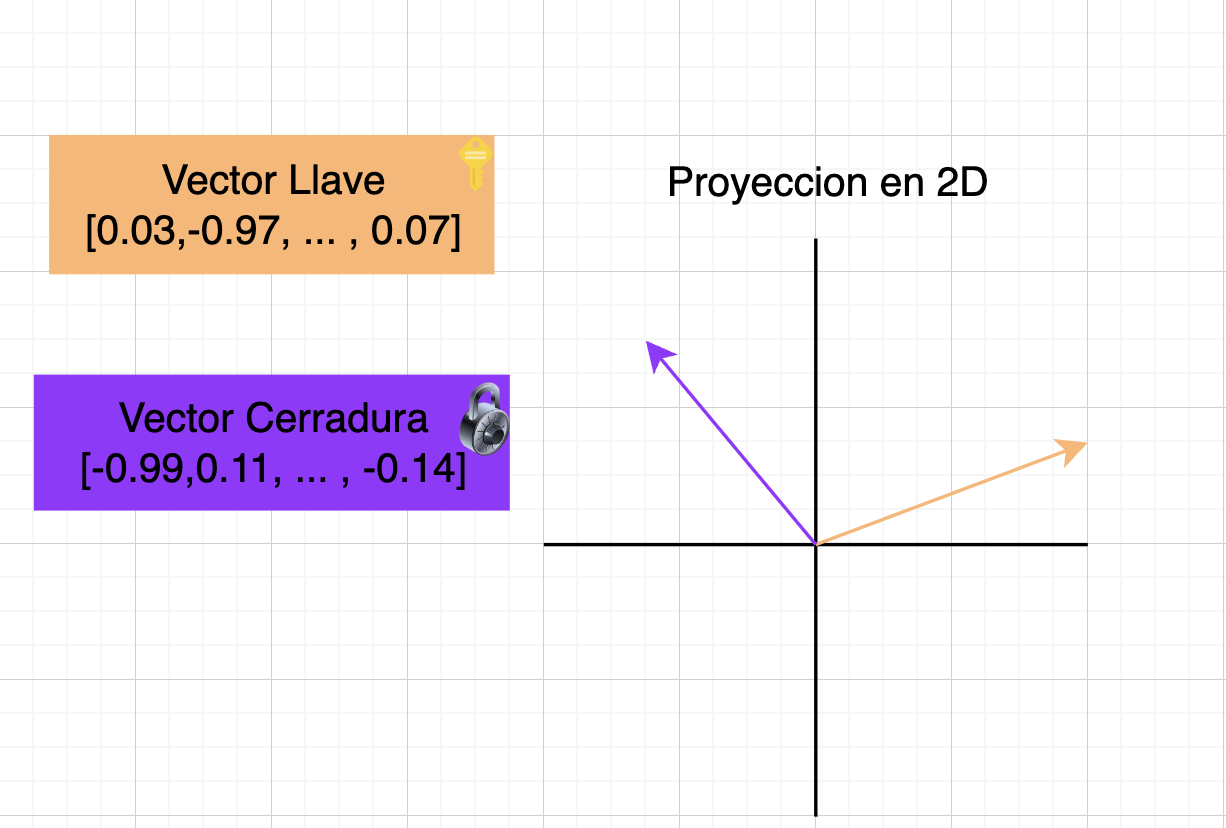 Vector Llave
[0.03,-0.97, ... , 0.07]
Proyeccion en 2D
Vector Cerradura
[-0.99,0.11, ... , -0.14]